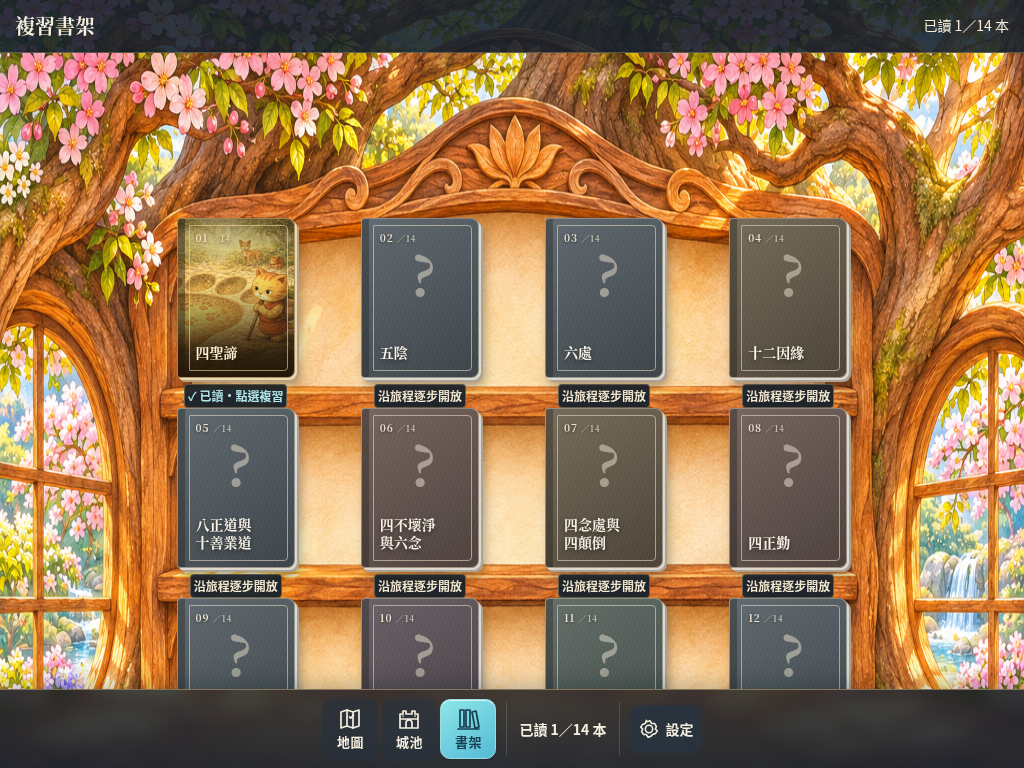 複習書架
已讀 1／14 本
01 ／14
四聖諦
02 ／14
?
五陰
03 ／14
?
六處
04 ／14
?
十二因緣
✓ 已讀・點選複習
沿旅程逐步開放
沿旅程逐步開放
沿旅程逐步開放
05 ／14
?
八正道與
十善業道
06 ／14
?
四不壞淨
與六念
07 ／14
?
四念處與
四顛倒
08 ／14
?
四正勤
沿旅程逐步開放
沿旅程逐步開放
沿旅程逐步開放
沿旅程逐步開放
09 ／14
?
10 ／14
?
11 ／14
?
12 ／14
?
地圖
城池
書架
已讀 1／14 本
設定